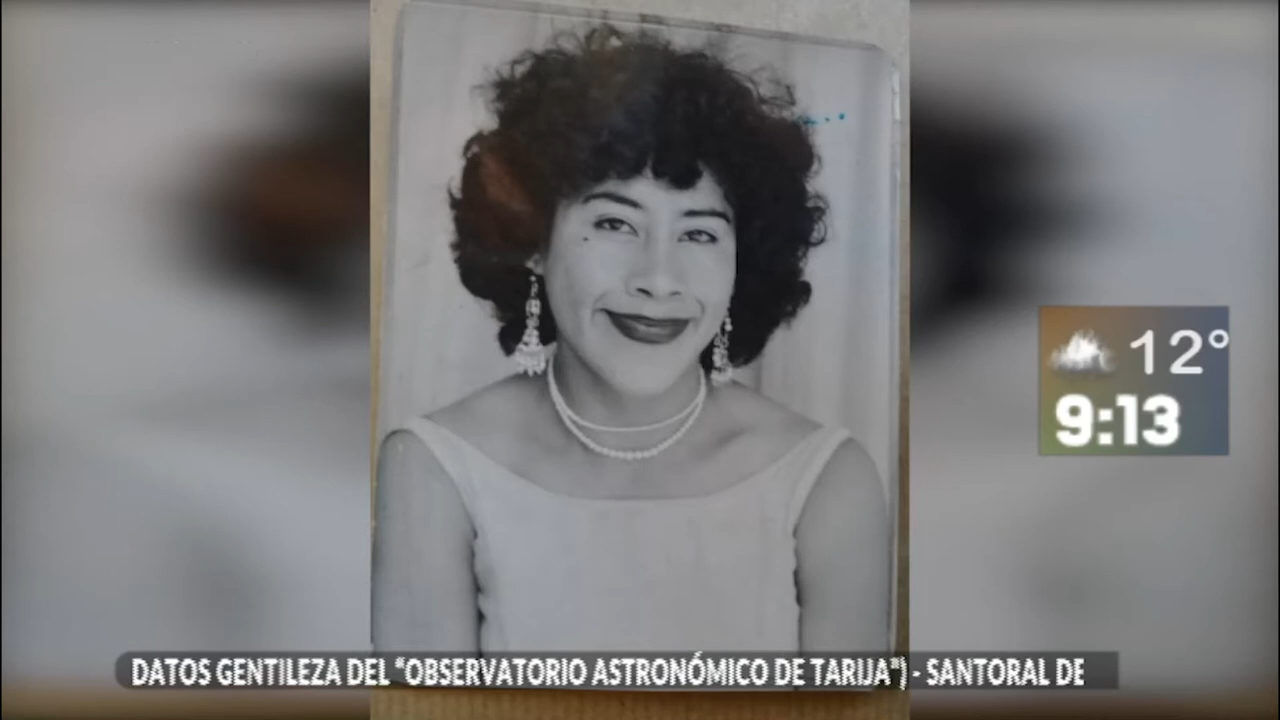 12°
9:13
DATOS GENTILEZA DEL "OBSERVATORIO ASTRONÓMICO DE TARIJA") - SANTORAL DE